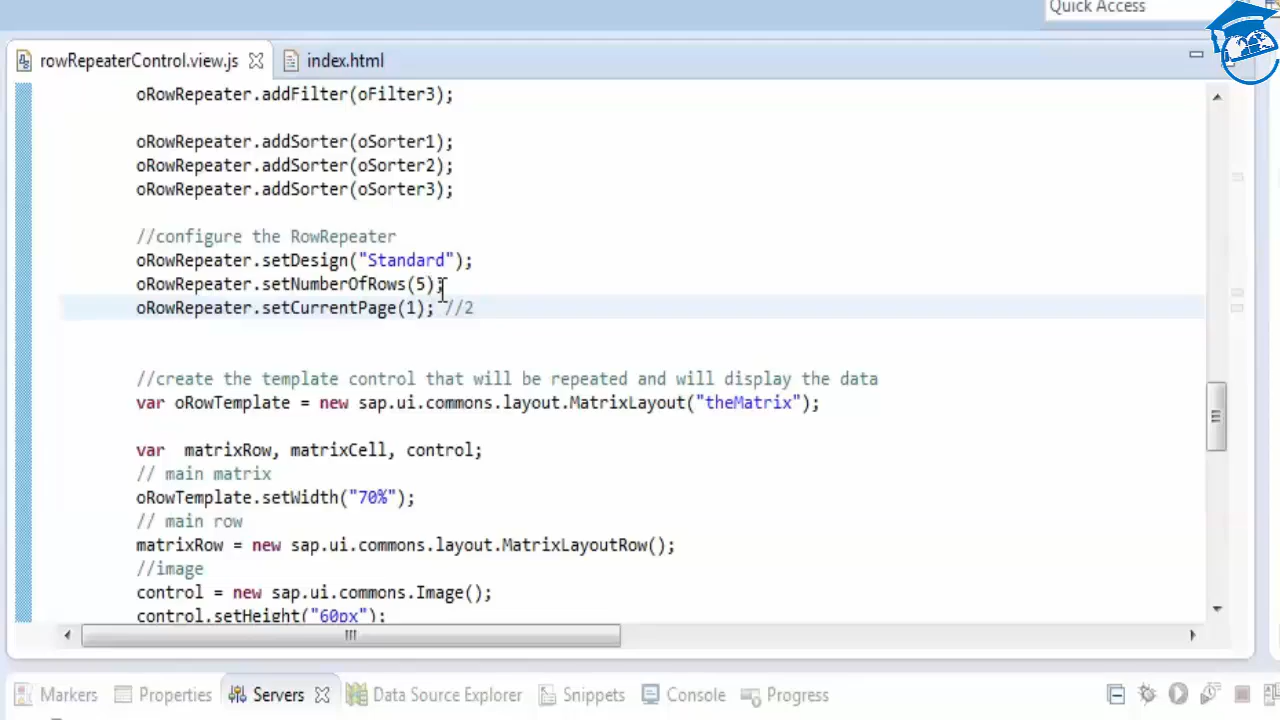 Quick Access
rowRepeaterControl.view.js
index.html
oRowRepeater.addFilter(oFilter3);
oRowRepeater.addSorter(oSorter1);
oRowRepeater.addSorter(oSorter2);
oRowRepeater.addSorter(oSorter3);
//configure the RowRepeater
oRowRepeater.setDesign("Standard");
oRowRepeater.setNumberOfRows(5);
oRowRepeater.setCurrentPage(1); //2
//create the template control that will be repeated and will display the data
var oRowTemplate = new sap.ui.commons.layout.MatrixLayout("theMatrix");
var  matrixRow, matrixCell, control;
// main matrix
oRowTemplate.setWidth("70%");
// main row
matrixRow = new sap.ui.commons.layout.MatrixLayoutRow();
//image
control = new sap.ui.commons.Image();
control.setHeight("60px");
Markers Properties Servers Data Source Explorer Snippets Console Progress